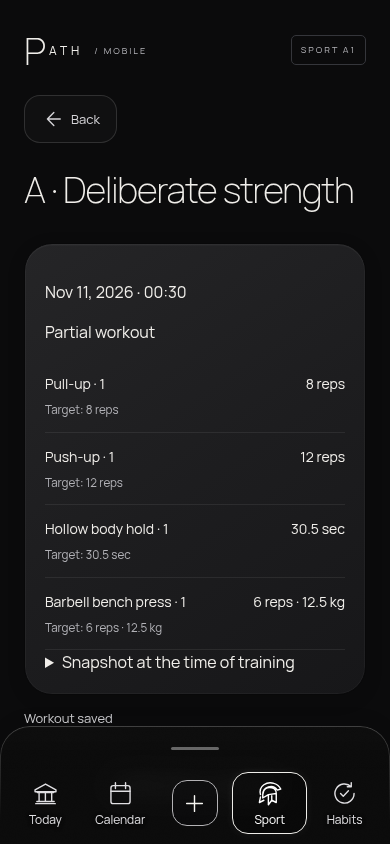 PATH / MOBILE
SPORT A1
Back
A · Deliberate strength
Nov 11, 2026 · 00:30
Partial workout
Pull-up · 1 8 reps
Target: 8 reps
Push-up · 1 12 reps
Target: 12 reps
Hollow body hold · 1 30.5 sec
Target: 30.5 sec
Barbell bench press · 1 6 reps · 12.5 kg
Target: 6 reps · 12.5 kg
Snapshot at the time of training
Workout saved
Today Calendar Sport Habits